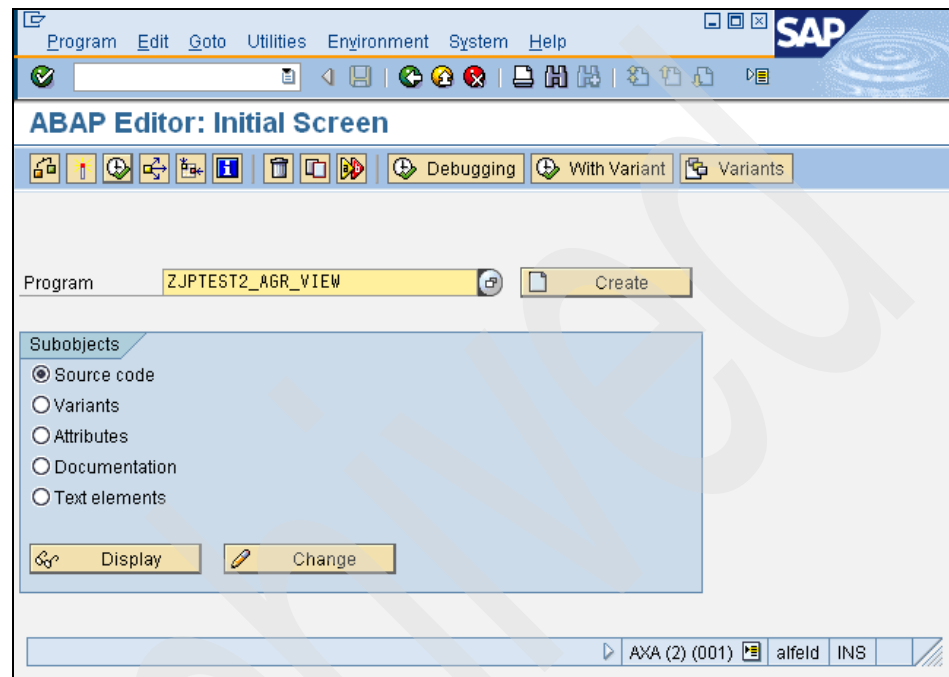 Program Edit Goto Utilities Environment System Help
SAP
ABAP Editor: Initial Screen
Debugging With Variant Variants
Program ZJPTEST2_AGR_VIEW Create
Subobjects
Source code
Variants
Attributes
Documentation
Text elements
Display Change
AXA (2) (001) alfeld INS